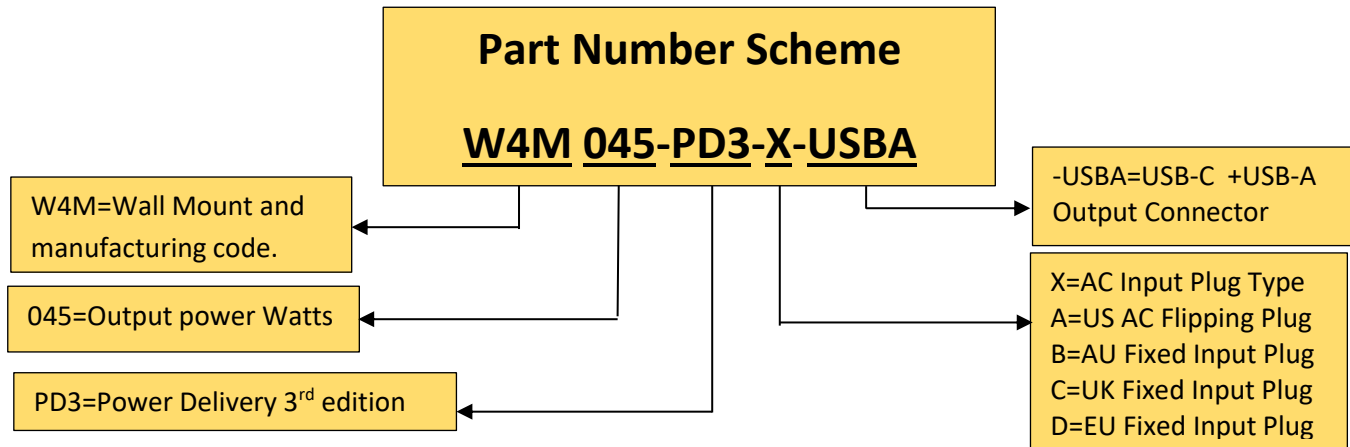 Part Number Scheme
W4M 045-PD3-X-USBA
W4M=Wall Mount and
manufacturing code.
045=Output power Watts
PD3=Power Delivery 3rd edition
-USBA=USB-C +USB-A
Output Connector
X=AC Input Plug Type
A=US AC Flipping Plug
B=AU Fixed Input Plug
C=UK Fixed Input Plug
D=EU Fixed Input Plug